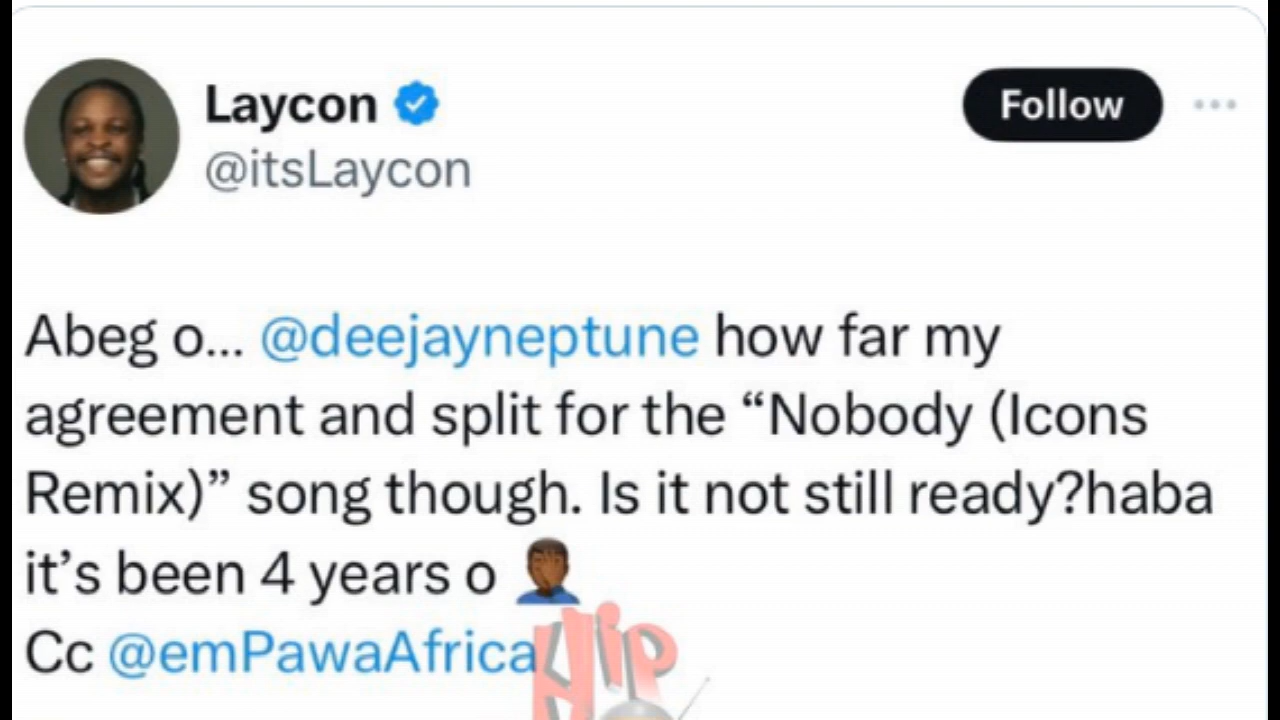 Laycon
Follow
@itsLaycon
Abeg o... @deejayneptune how far my
agreement and split for the “Nobody (Icons
Remix)” song though. Is it not still ready?haba
it’s been 4 years o 🤦🏾‍♂️
Cc @emPawaAfrica
Hip